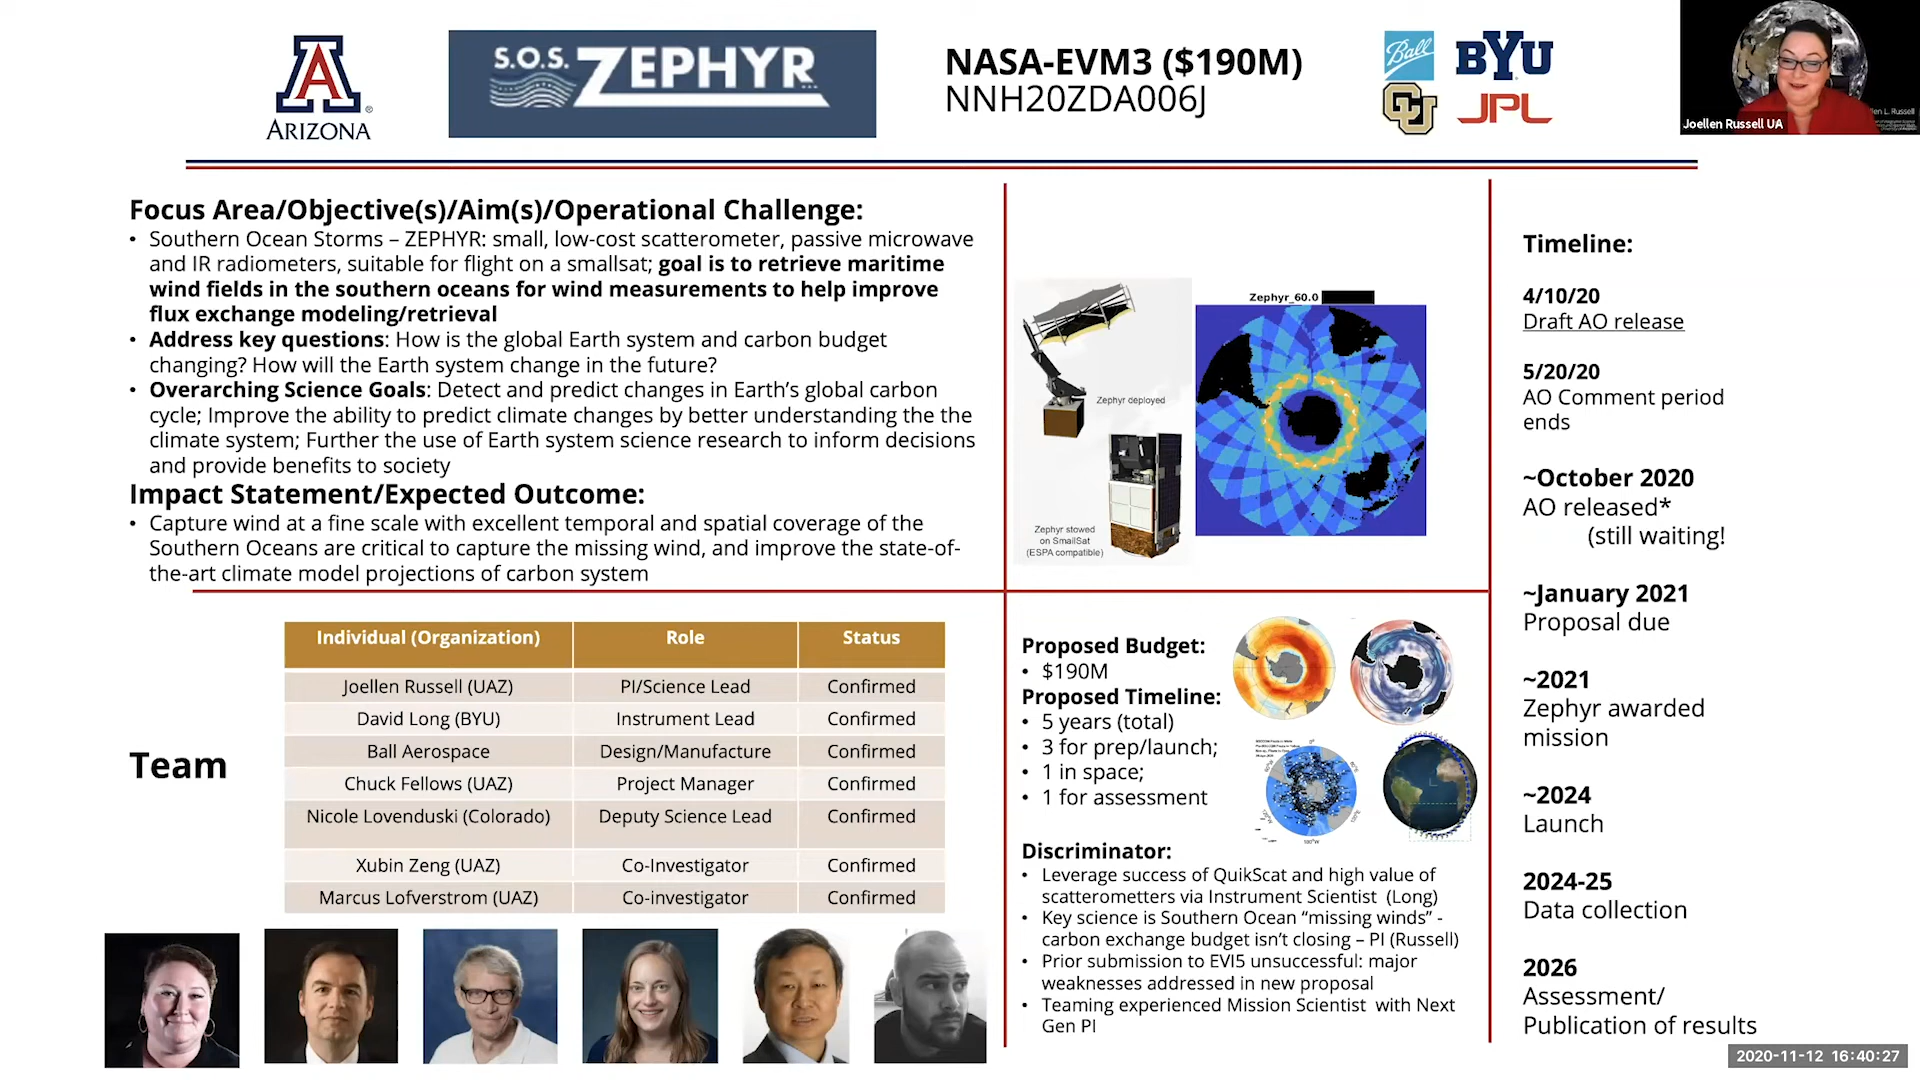 ARIZONA
S.O.S. ZEPHYR
NASA-EVM3 ($190M)
NNH20ZDA006J
Ball
BYU
CU
JPL
Joellen Russell UA
Focus Area/Objective(s)/Aim(s)/Operational Challenge:
• Southern Ocean Storms – ZEPHYR: small, low-cost scatterometer, passive microwave
and IR radiometers, suitable for flight on a smallsat; goal is to retrieve maritime
wind fields in the southern oceans for wind measurements to help improve
flux exchange modeling/retrieval
• Address key questions: How is the global Earth system and carbon budget
changing? How will the Earth system change in the future?
• Overarching Science Goals: Detect and predict changes in Earth's global carbon
cycle; Improve the ability to predict climate changes by better understanding the the
climate system; Further the use of Earth system science research to inform decisions
and provide benefits to society
Impact Statement/Expected Outcome:
• Capture wind at a fine scale with excellent temporal and spatial coverage of the
Southern Oceans are critical to capture the missing wind, and improve the state-of-
the-art climate model projections of carbon system
Zephyr deployed
Zephyr stowed
on SmallSat
(ESPA compatible)
Zephyr_60.0
Team
Individual (Organization) Role Status
Joellen Russell (UAZ) PI/Science Lead Confirmed
David Long (BYU) Instrument Lead Confirmed
Ball Aerospace Design/Manufacture Confirmed
Chuck Fellows (UAZ) Project Manager Confirmed
Nicole Lovenduski (Colorado) Deputy Science Lead Confirmed
Xubin Zeng (UAZ) Co-Investigator Confirmed
Marcus Lofverstrom (UAZ) Co-investigator Confirmed
Proposed Budget:
• $190M
Proposed Timeline:
• 5 years (total)
• 3 for prep/launch;
• 1 in space;
• 1 for assessment
Discriminator:
• Leverage success of QuikScat and high value of
scatterometters via Instrument Scientist (Long)
• Key science is Southern Ocean “missing winds” -
carbon exchange budget isn't closing – PI (Russell)
• Prior submission to EVI5 unsuccessful: major
weaknesses addressed in new proposal
• Teaming experienced Mission Scientist with Next
Gen PI
Timeline:
4/10/20
Draft AO release
5/20/20
AO Comment period
ends
~October 2020
AO released*
(still waiting!
~January 2021
Proposal due
~2021
Zephyr awarded
mission
~2024
Launch
2024-25
Data collection
2026
Assessment/
Publication of results
2020-11-12 16:40:27